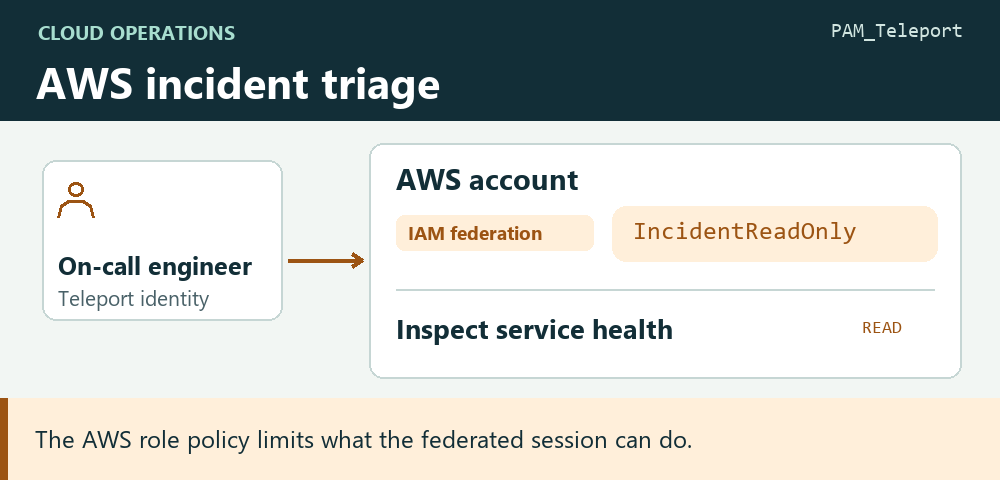 CLOUD OPERATIONS
PAM_Teleport
AWS incident triage
On-call engineer
Teleport identity
AWS account
IAM federation
IncidentReadOnly
Inspect service health
READ
The AWS role policy limits what the federated session can do.